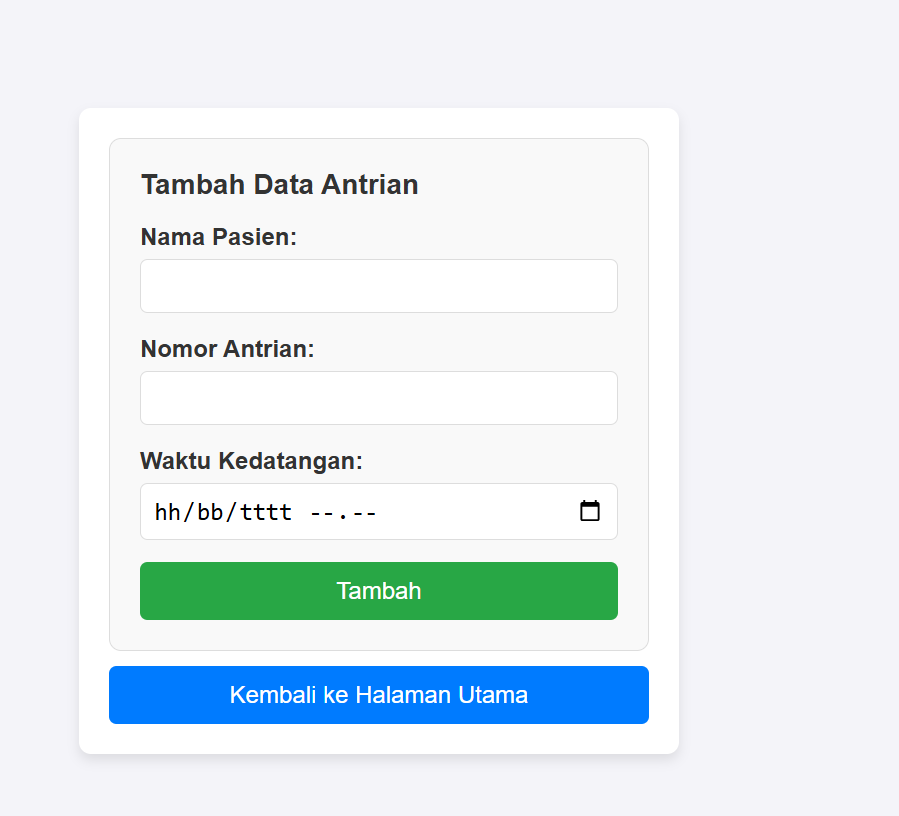 Tambah Data Antrian
Nama Pasien:
Nomor Antrian:
Waktu Kedatangan:
hh/bb/tttt --.--
Tambah
Kembali ke Halaman Utama